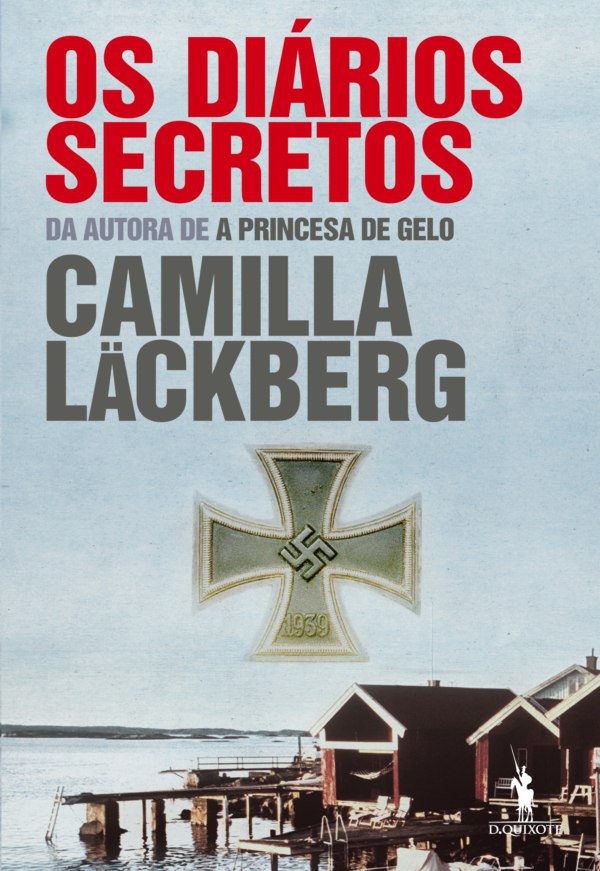 OS DIÁRIOS
SECRETOS
DA AUTORA DE A PRINCESA DE GELO
CAMILLA
LÄCKBERG
1939
D.QUIXOTE